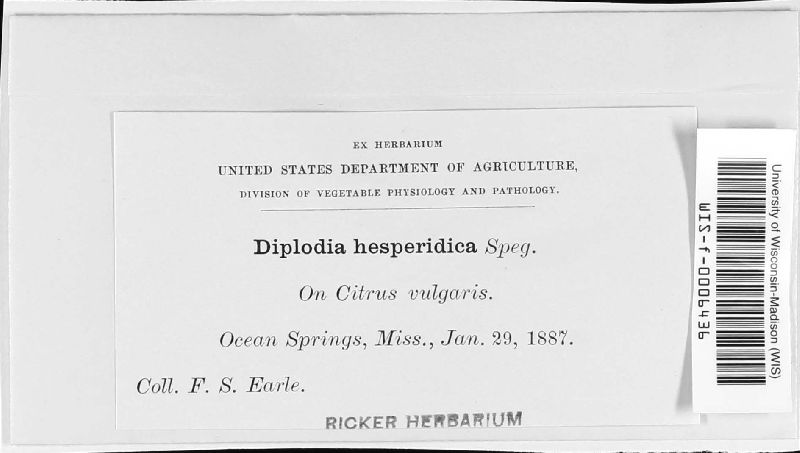 EX HERBARIUM
UNITED STATES DEPARTMENT OF AGRICULTURE,
DIVISION OF VEGETABLE PHYSIOLOGY AND PATHOLOGY.
Diplodia hesperidica Speg.
On Citrus vulgaris.
Ocean Springs, Miss., Jan. 29, 1887.
Coll. F. S. Earle.
RICKER HERBARIUM
University of Wisconsin-Madison (WIS)
WIS-f-0006436